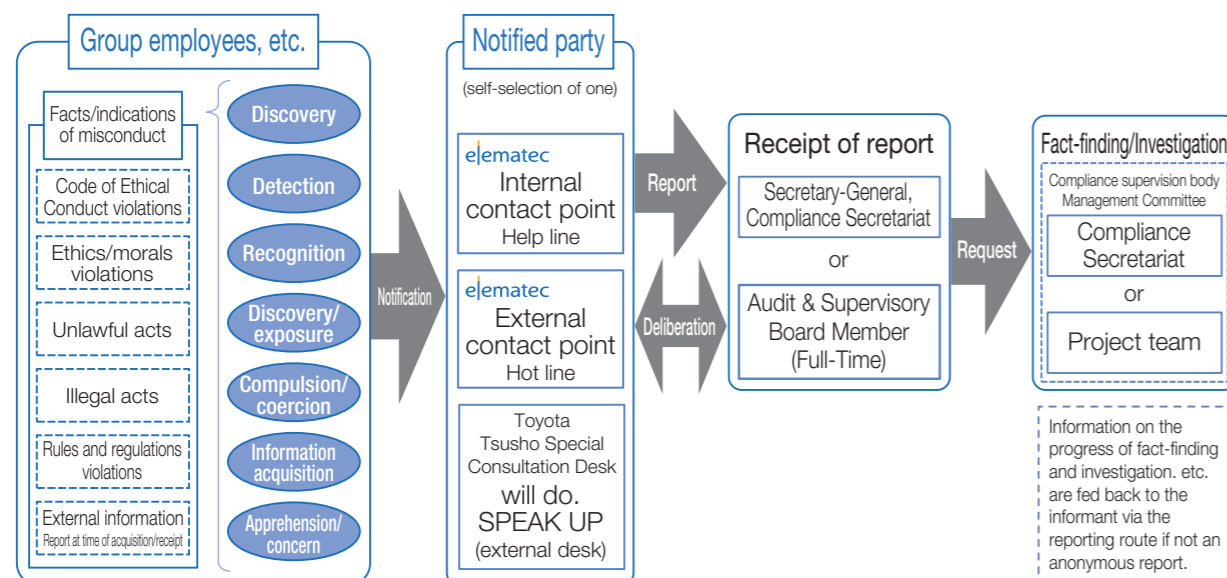 Group employees, etc.
Facts/indications
of misconduct
Code of Ethical
Conduct violations
Ethics/morals
violations
Unlawful acts
Illegal acts
Rules and regulations
violations
External information
Report at time of acquisition/receipt
Discovery
Detection
Recognition
Discovery/
exposure
Compulsion/
coercion
Information
acquisition
Apprehension/
concern
Notification
Notified party
(self-selection of one)
elematec
Internal
contact point
Help line
elematec
External
contact point
Hot line
Toyota
Tsusho Special
Consultation Desk
will do.
SPEAK UP
(external desk)
Report
Deliberation
Receipt of report
Secretary-General,
Compliance Secretariat
or
Audit & Supervisory
Board Member
(Full-Time)
Request
Fact-finding/Investigation
Compliance supervision body
Management Committee
Compliance
Secretariat
or
Project team
Information on the
progress of fact-finding
and investigation. etc.
are fed back to the
informant via the
reporting route if not an
anonymous report.